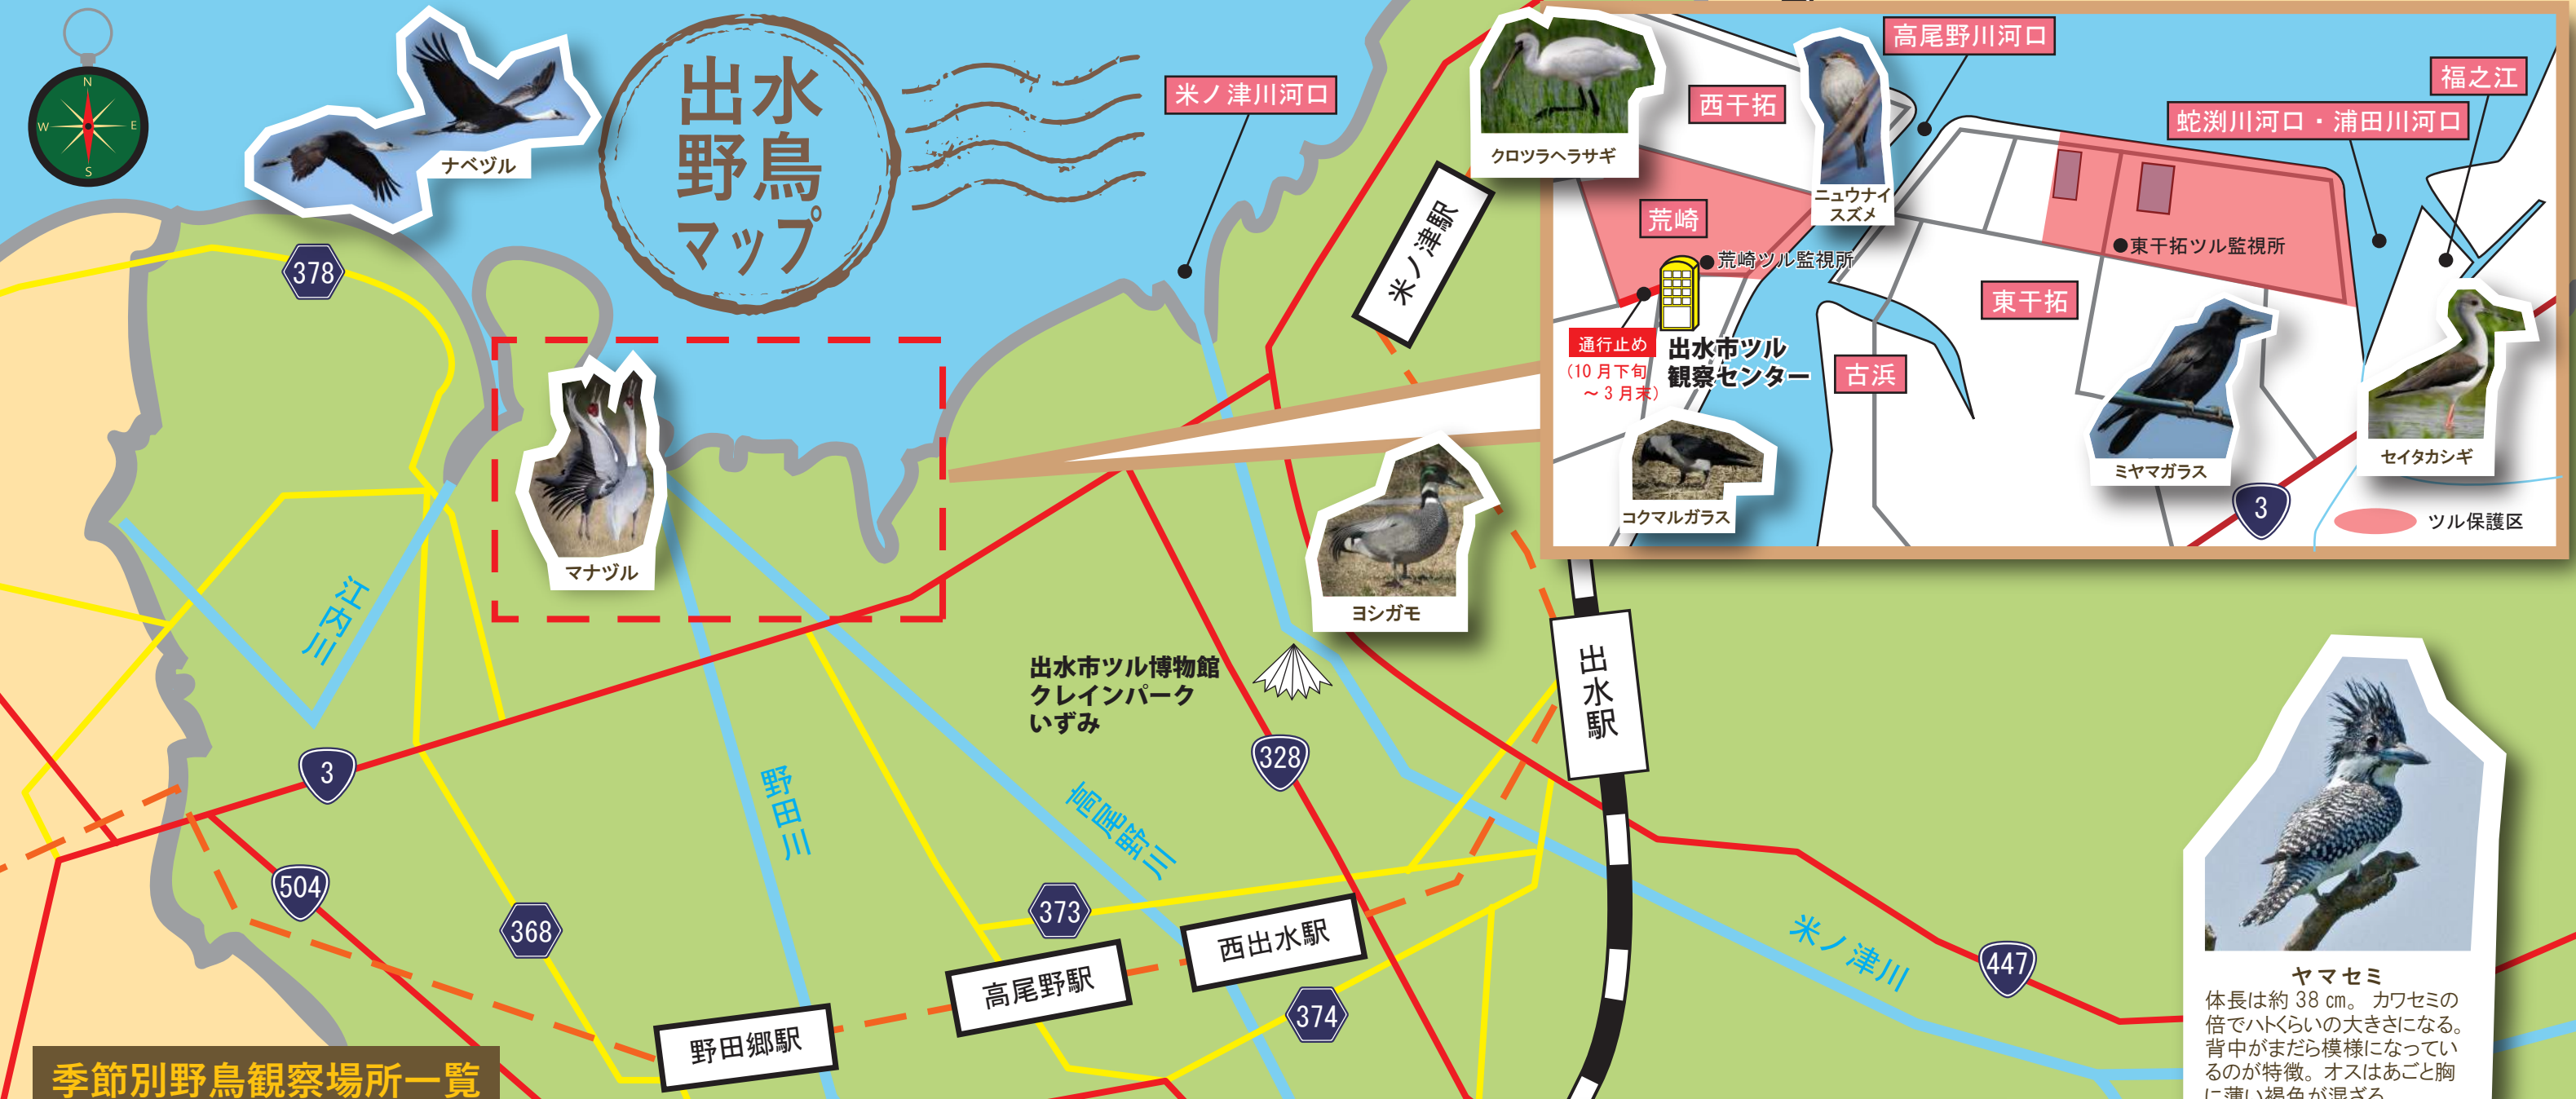 N
W
E
S
ナベヅル
出水
野鳥
マップ
米ノ津川河口
378
米ノ津駅
マナヅル
江内川
クロツラヘラサギ
西干拓
高尾野川河口
ニュウナイ
スズメ
蛇渕川河口・浦田川河口
福之江
荒崎
荒崎ツル監視所
東干拓ツル監視所
東干拓
通行止め
(10月下旬
～3月末)
出水市ツル
観察センター
古浜
コクマルガラス
ミヤマガラス
セイタカシギ
3
ツル保護区
ヨシガモ
出水市ツル博物館
クレインパーク
いずみ
出水駅
3
328
野田川
高尾野川
504
368
373
西出水駅
高尾野駅
野田郷駅
374
米ノ津川
447
ヤマセミ
体長は約 38 cm。 カワセミの
倍でハトくらいの大きさになる。
背中がまだら模様になってい
るのが特徴。オスはあごと胸
に薄い褐色が混ざる
季節別野鳥観察場所一覧